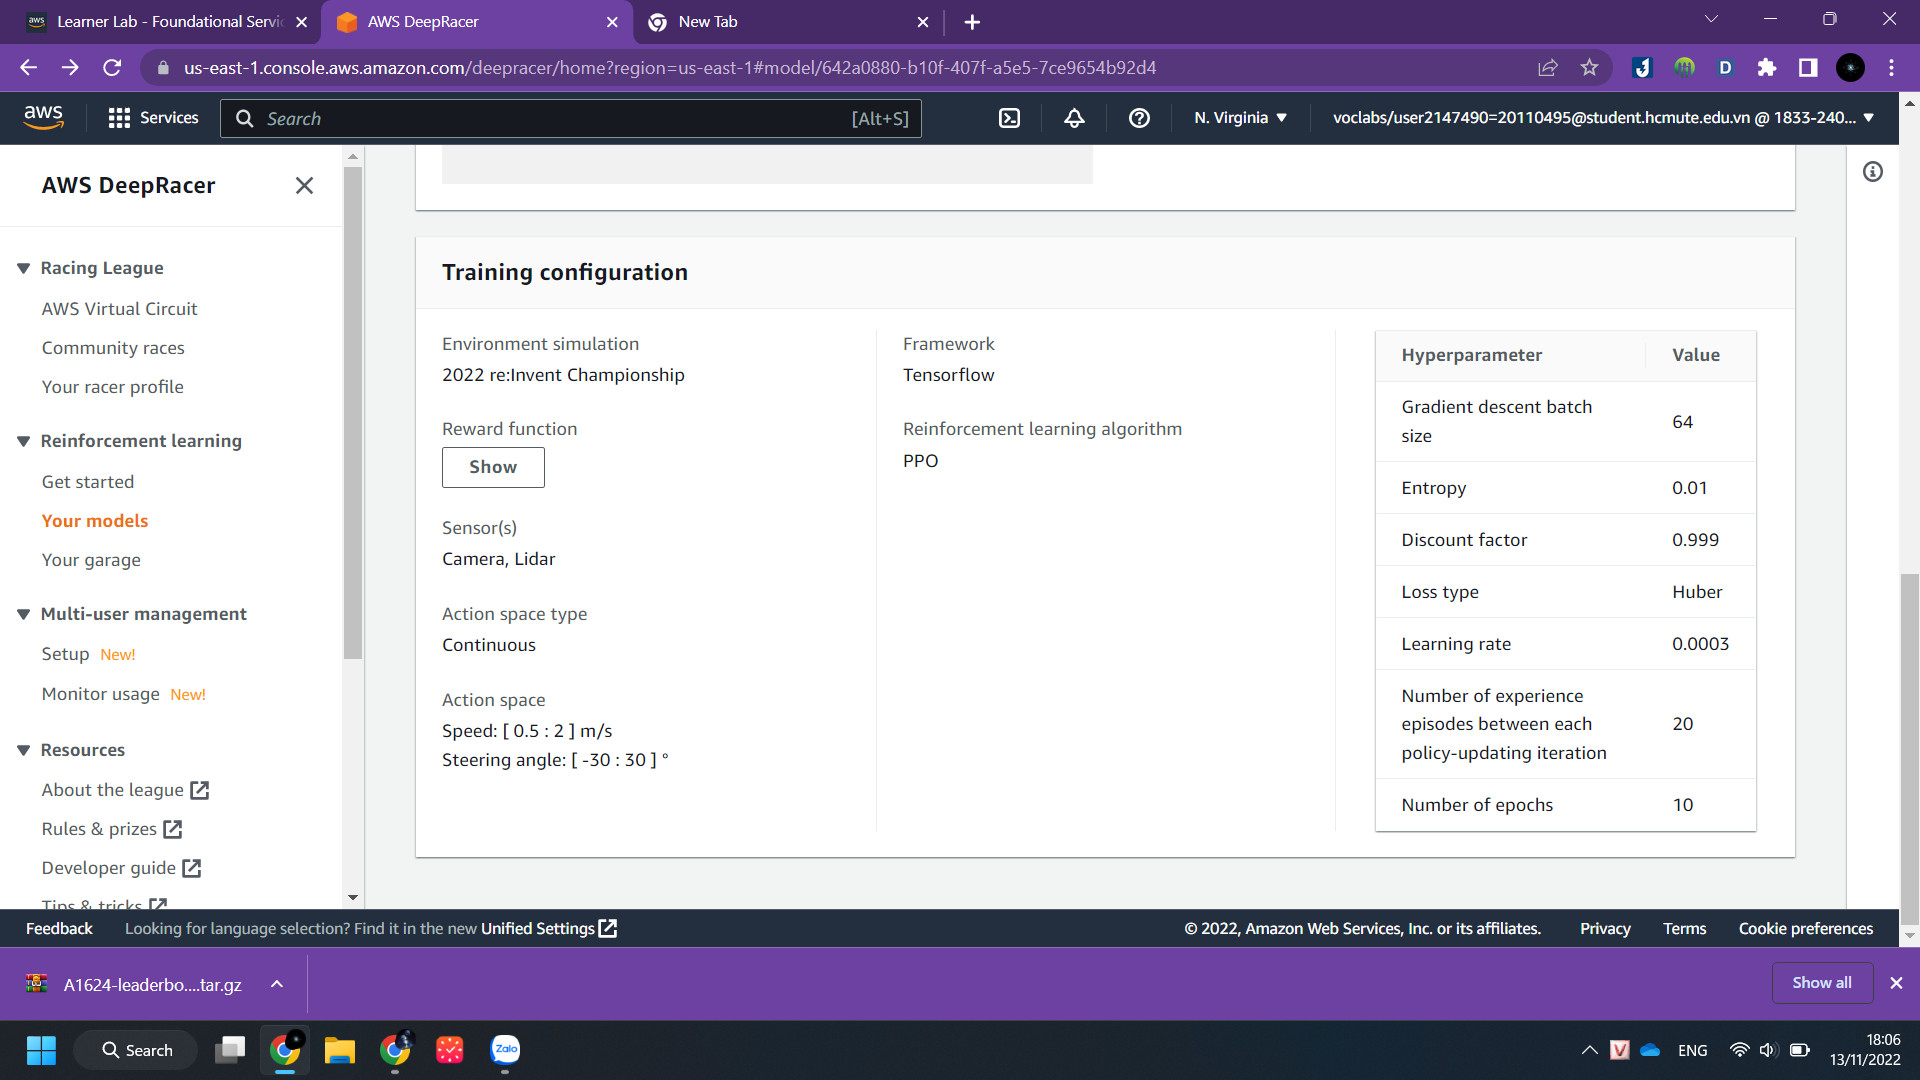 Learner Lab - Foundational Servic
AWS DeepRacer
New Tab
us-east-1.console.aws.amazon.com/deepracer/home?region=us-east-1#model/642a0880-b10f-407f-a5e5-7ce9654b92d4
aws
Services
Search
[Alt+S]
N. Virginia
voclabs/user2147490=20110495@student.hcmute.edu.vn @ 1833-240...
AWS DeepRacer
Racing League
AWS Virtual Circuit
Community races
Your racer profile
Reinforcement learning
Get started
Your models
Your garage
Multi-user management
Setup New!
Monitor usage New!
Resources
About the league
Rules & prizes
Developer guide
Tips & tricks
Training configuration
Environment simulation
2022 re:Invent Championship
Reward function
Show
Sensor(s)
Camera, Lidar
Action space type
Continuous
Action space
Speed: [ 0.5 : 2 ] m/s
Steering angle: [ -30 : 30 ] °
Framework
Tensorflow
Reinforcement learning algorithm
PPO
Hyperparameter Value
Gradient descent batch
size
64
Entropy 0.01
Discount factor 0.999
Loss type Huber
Learning rate 0.0003
Number of experience
episodes between each
policy-updating iteration
20
Number of epochs 10
Feedback
Looking for language selection? Find it in the new Unified Settings
© 2022, Amazon Web Services, Inc. or its affiliates.
Privacy
Terms
Cookie preferences
A1624-leaderbo....tar.gz
Show all
Search
Zalo
ENG
18:06
13/11/2022